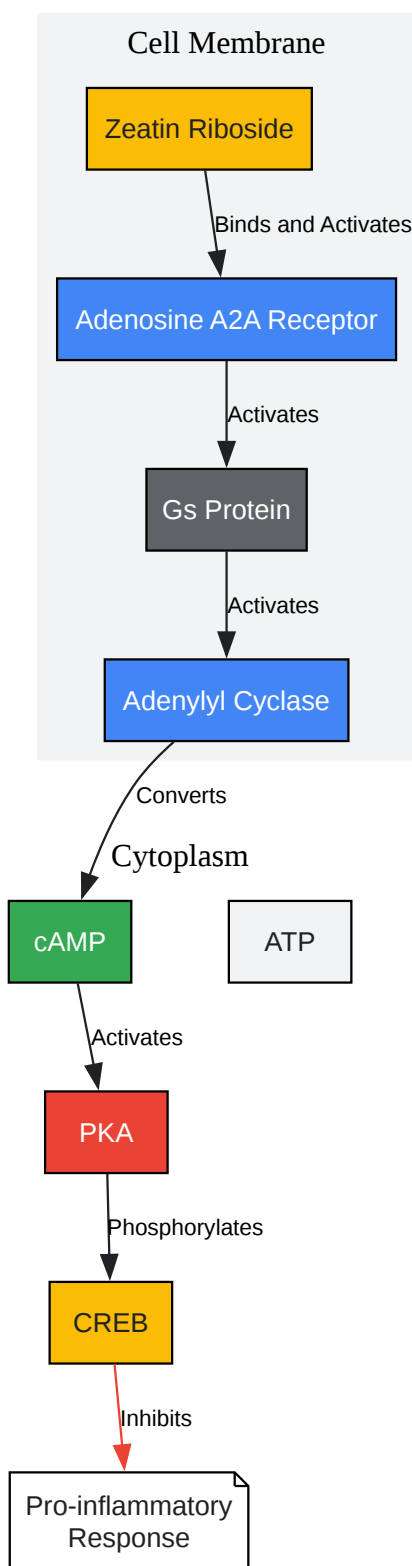 Cell Membrane
Zeatin Riboside
Binds and Activates
Adenosine A2A Receptor
Activates
Gs Protein
Activates
Adenylyl Cyclase
Converts
Cytoplasm
cAMP
ATP
Activates
PKA
Phosphorylates
CREB
Inhibits
Pro-inflammatory
Response